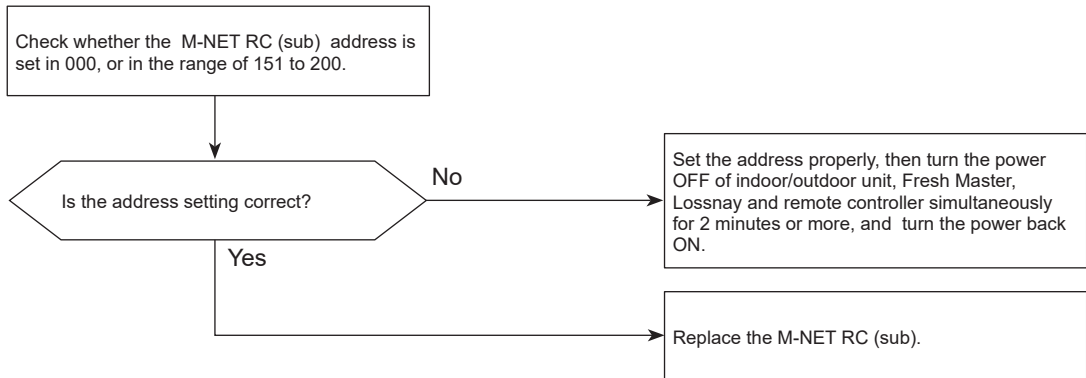 Check whether the  M-NET RC (sub)  address is
set in 000, or in the range of 151 to 200.
Is the address setting correct?
No
Set the address properly, then turn the power
OFF of indoor/outdoor unit, Fresh Master,
Lossnay and remote controller simultaneously
for 2 minutes or more, and  turn the power back
ON.
Yes
Replace the M-NET RC (sub).